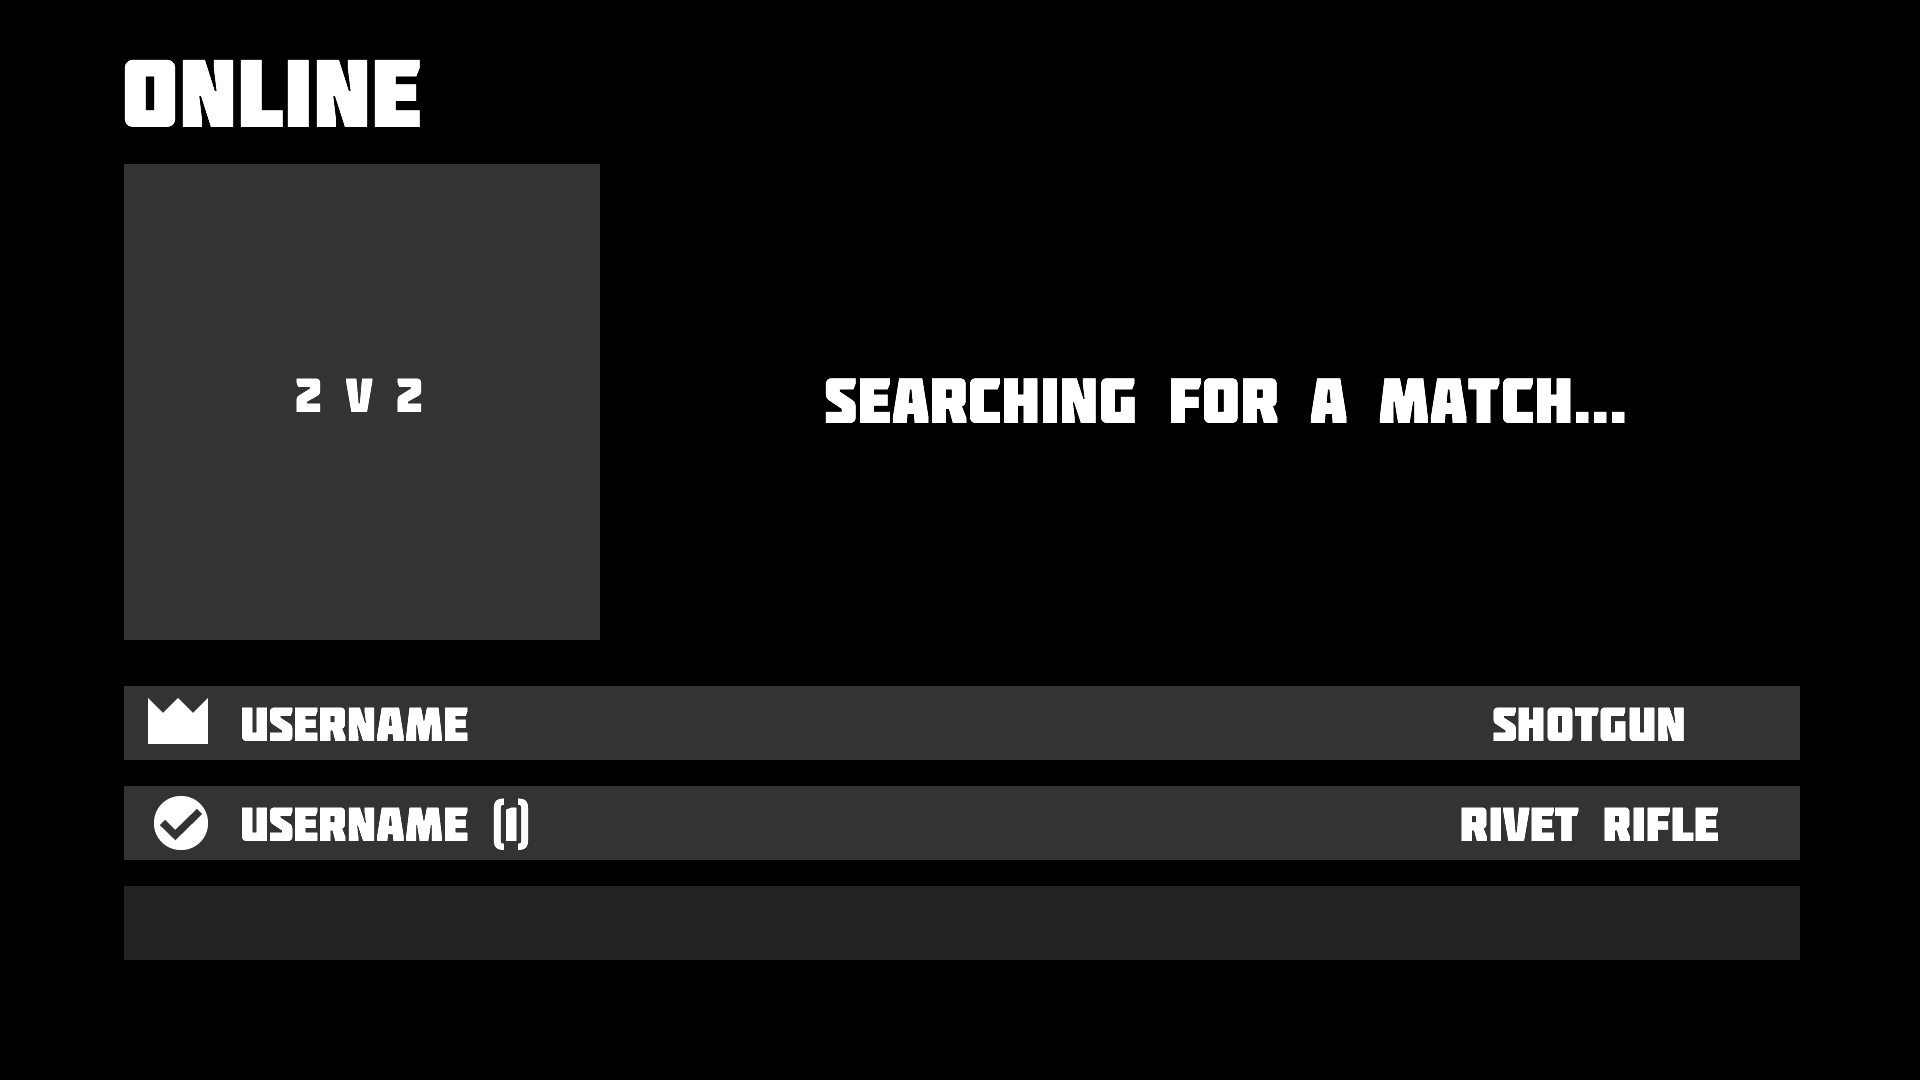 ONLINE
2 V 2
SEARCHING FOR A MATCH...
USERNAME
SHOTGUN
USERNAME (1)
RIVET RIFLE